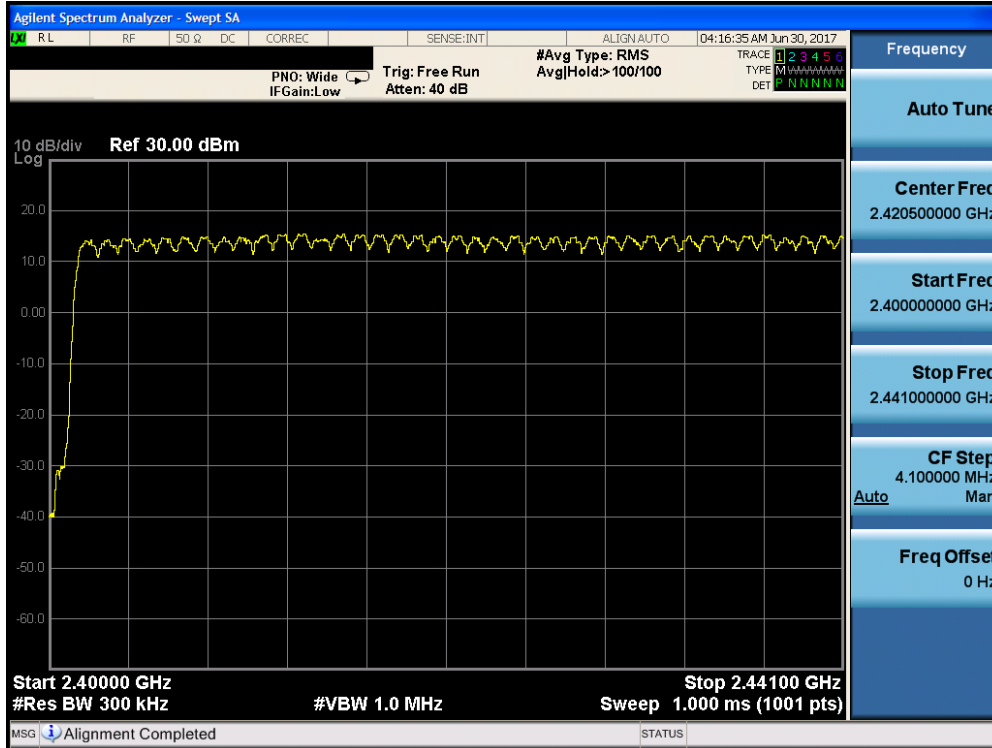 Agilent Spectrum Analyzer - Swept SA
LXI RL RF 50 Ω DC CORREC SENSE:INT ALIGN AUTO 04:16:35 AM Jun 30, 2017
PNO: Wide
IFGain:Low
Trig: Free Run
Atten: 40 dB
#Avg Type: RMS
Avg|Hold:>100/100
TRACE 1 2 3 4 5 6
TYPE M WWWWW
DET P N N N N N
10 dB/div Ref 30.00 dBm
Log
20.0
10.0
0.00
-10.0
-20.0
-30.0
-40.0
-50.0
-60.0
Start 2.40000 GHz Stop 2.44100 GHz
#Res BW 300 kHz #VBW 1.0 MHz Sweep 1.000 ms (1001 pts)
MSG Alignment Completed STATUS
Frequency
Auto Tune
Center Freq
2.420500000 GHz
Start Freq
2.400000000 GHz
Stop Freq
2.441000000 GHz
CF Step
4.100000 MHz
Auto Man
Freq Offset
0 Hz